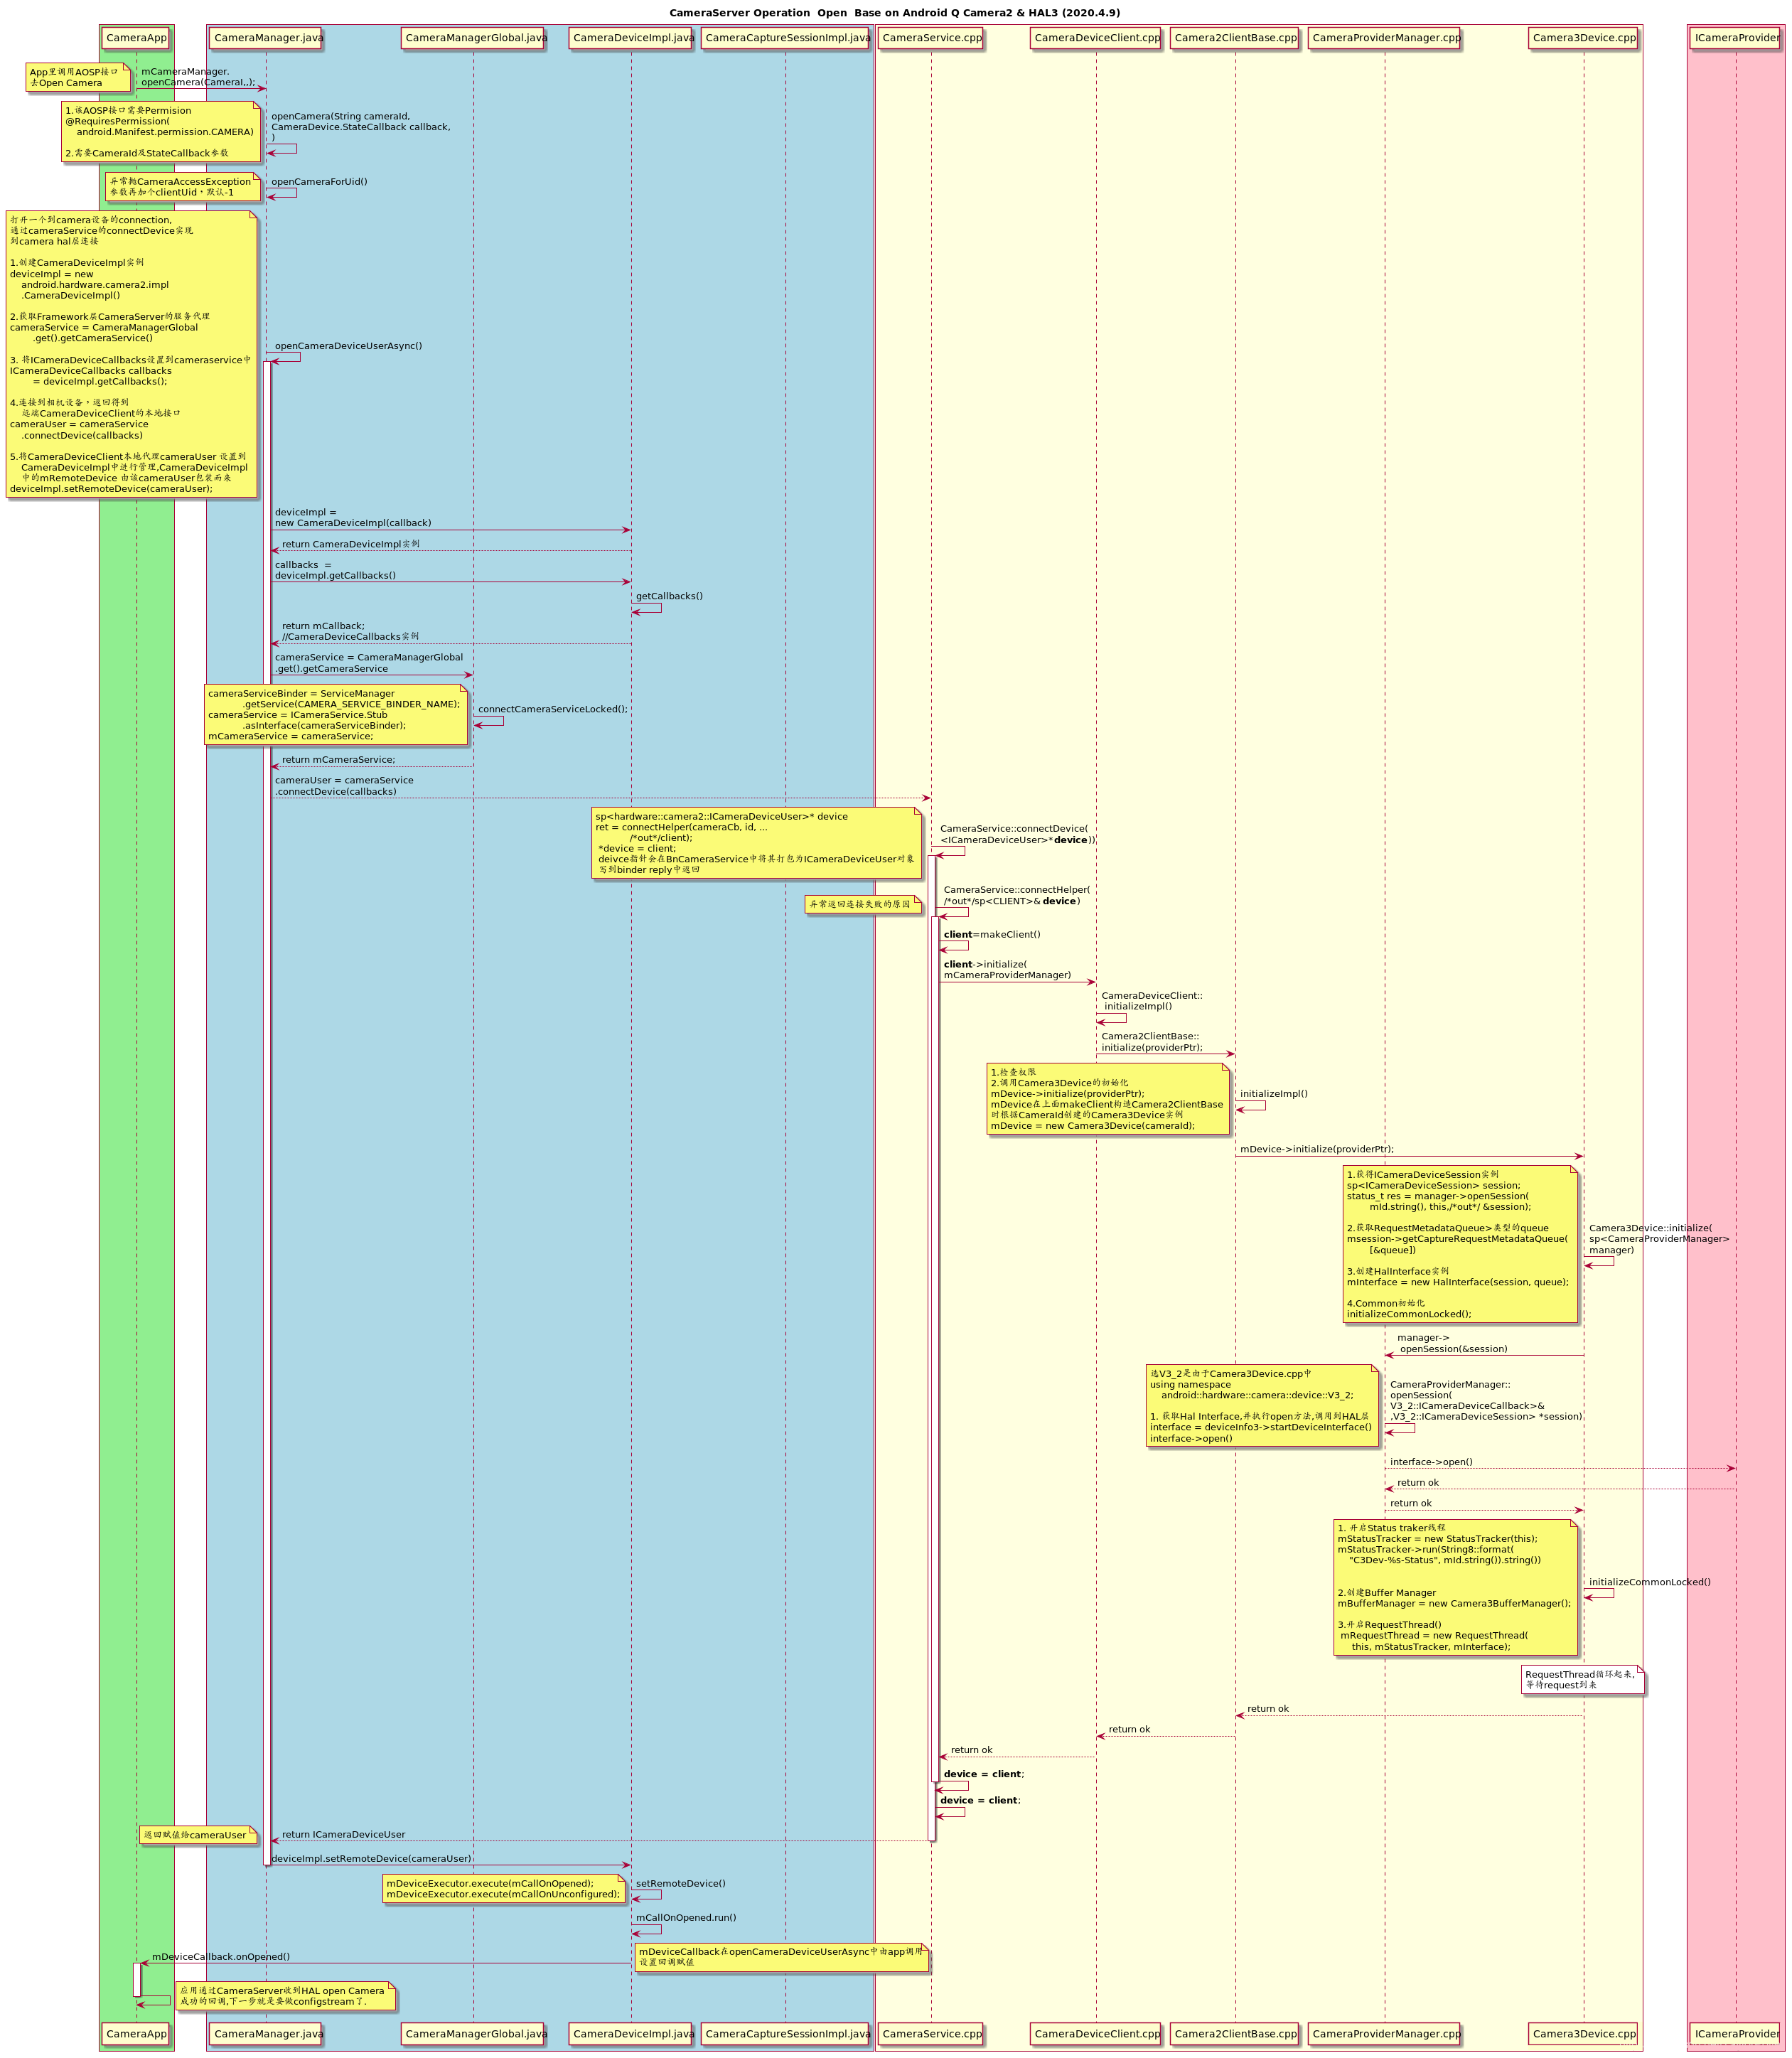 CameraServer Operation  Open  Base on Android Q Camera2 & HAL3 (2020.4.9)
CameraApp
CameraManager.java
CameraManagerGlobal.java
CameraDeviceImpl.java
CameraCaptureSessionImpl.java
CameraService.cpp
CameraDeviceClient.cpp
Camera2ClientBase.cpp
CameraProviderManager.cpp
Camera3Device.cpp
ICameraProvider
App里调用AOSP接口
去Open Camera
mCameraManager.
openCamera(CameraI,,);
1.该AOSP接口需要Permision
@RequiresPermission(
android.Manifest.permission.CAMERA)
2.需要CameraId及StateCallback参数
openCamera(String cameraId,
CameraDevice.StateCallback callback,
)
异常抛CameraAccessException
参数再加个clientUid，默认-1
openCameraForUid()
打开一个到camera设备的connection,
通过cameraService的connectDevice实现
到camera hal层连接
1.创建CameraDeviceImpl实例
deviceImpl = new
android.hardware.camera2.impl
.CameraDeviceImpl()
2.获取Framework层CameraServer的服务代理
cameraService = CameraManagerGlobal
.get().getCameraService()
3. 将ICameraDeviceCallbacks设置到cameraservice中
ICameraDeviceCallbacks callbacks
= deviceImpl.getCallbacks();
4.连接到相机设备，返回得到
远端CameraDeviceClient的本地接口
cameraUser = cameraService
.connectDevice(callbacks)
5.将CameraDeviceClient本地代理cameraUser 设置到
CameraDeviceImpl中进行管理,CameraDeviceImpl
中的mRemoteDevice 由该cameraUser包装而来
deviceImpl.setRemoteDevice(cameraUser);
openCameraDeviceUserAsync()
deviceImpl =
new CameraDeviceImpl(callback)
return CameraDeviceImpl实例
callbacks  =
deviceImpl.getCallbacks()
getCallbacks()
return mCallback;
//CameraDeviceCallbacks实例
cameraService = CameraManagerGlobal
.get().getCameraService
cameraServiceBinder = ServiceManager
.getService(CAMERA_SERVICE_BINDER_NAME);
cameraService = ICameraService.Stub
.asInterface(cameraServiceBinder);
mCameraService = cameraService;
connectCameraServiceLocked();
return mCameraService;
cameraUser = cameraService
.connectDevice(callbacks)
sp<hardware::camera2::ICameraDeviceUser>* device
ret = connectHelper(cameraCb, id, ...
/*out*/client);
*device = client;
deivce指针会在BnCameraService中将其打包为ICameraDeviceUser对象
写到binder reply中返回
CameraService::connectDevice(
<ICameraDeviceUser>*device))
异常返回连接失败的原因
CameraService::connectHelper(
/*out*/sp<CLIENT>& device)
client=makeClient()
client->initialize(
mCameraProviderManager)
CameraDeviceClient::
initializeImpl()
Camera2ClientBase::
initialize(providerPtr);
1.检查权限
2.调用Camera3Device的初始化
mDevice->initialize(providerPtr);
mDevice在上面makeClient构造Camera2ClientBase
时根据CameraId创建的Camera3Device实例
mDevice = new Camera3Device(cameraId);
initializeImpl()
mDevice->initialize(providerPtr);
1.获得ICameraDeviceSession实例
sp<ICameraDeviceSession> session;
status_t res = manager->openSession(
mId.string(), this,/*out*/ &session);
2.获取RequestMetadataQueue>类型的queue
msession->getCaptureRequestMetadataQueue(
[&queue])
3.创建HalInterface实例
mInterface = new HalInterface(session, queue);
4.Common初始化
initializeCommonLocked();
Camera3Device::initialize(
sp<CameraProviderManager>
manager)
manager->
openSession(&session)
选V3_2是由于Camera3Device.cpp中
using namespace
android::hardware::camera::device::V3_2;
1. 获取Hal Interface,并执行open方法,调用到HAL层
interface = deviceInfo3->startDeviceInterface()
interface->open()
CameraProviderManager::
openSession(
V3_2::ICameraDeviceCallback>&
,V3_2::ICameraDeviceSession> *session)
interface->open()
return ok
return ok
1. 开启Status traker线程
mStatusTracker = new StatusTracker(this);
mStatusTracker->run(String8::format(
"C3Dev-%s-Status", mId.string()).string())
2.创建Buffer Manager
mBufferManager = new Camera3BufferManager();
3.开启RequestThread()
mRequestThread = new RequestThread(
this, mStatusTracker, mInterface);
initializeCommonLocked()
RequestThread循环起来,
等待request到来
return ok
return ok
return ok
device = client;
device = client;
返回赋值给cameraUser
return ICameraDeviceUser
deviceImpl.setRemoteDevice(cameraUser)
mDeviceExecutor.execute(mCallOnOpened);
mDeviceExecutor.execute(mCallOnUnconfigured);
setRemoteDevice()
mCallOnOpened.run()
mDeviceCallback.onOpened()
mDeviceCallback在openCameraDeviceUserAsync中由app调用
设置回调赋值
应用通过CameraServer收到HAL open Camera
成功的回调,下一步就是要做configstream了.
CameraApp
CameraManager.java
CameraManagerGlobal.java
CameraDeviceImpl.java
CameraCaptureSessionImpl.java
CameraService.cpp
CameraDeviceClient.cpp
Camera2ClientBase.cpp
CameraProviderManager.cpp
Camera3Device.cpp
ICameraProvider